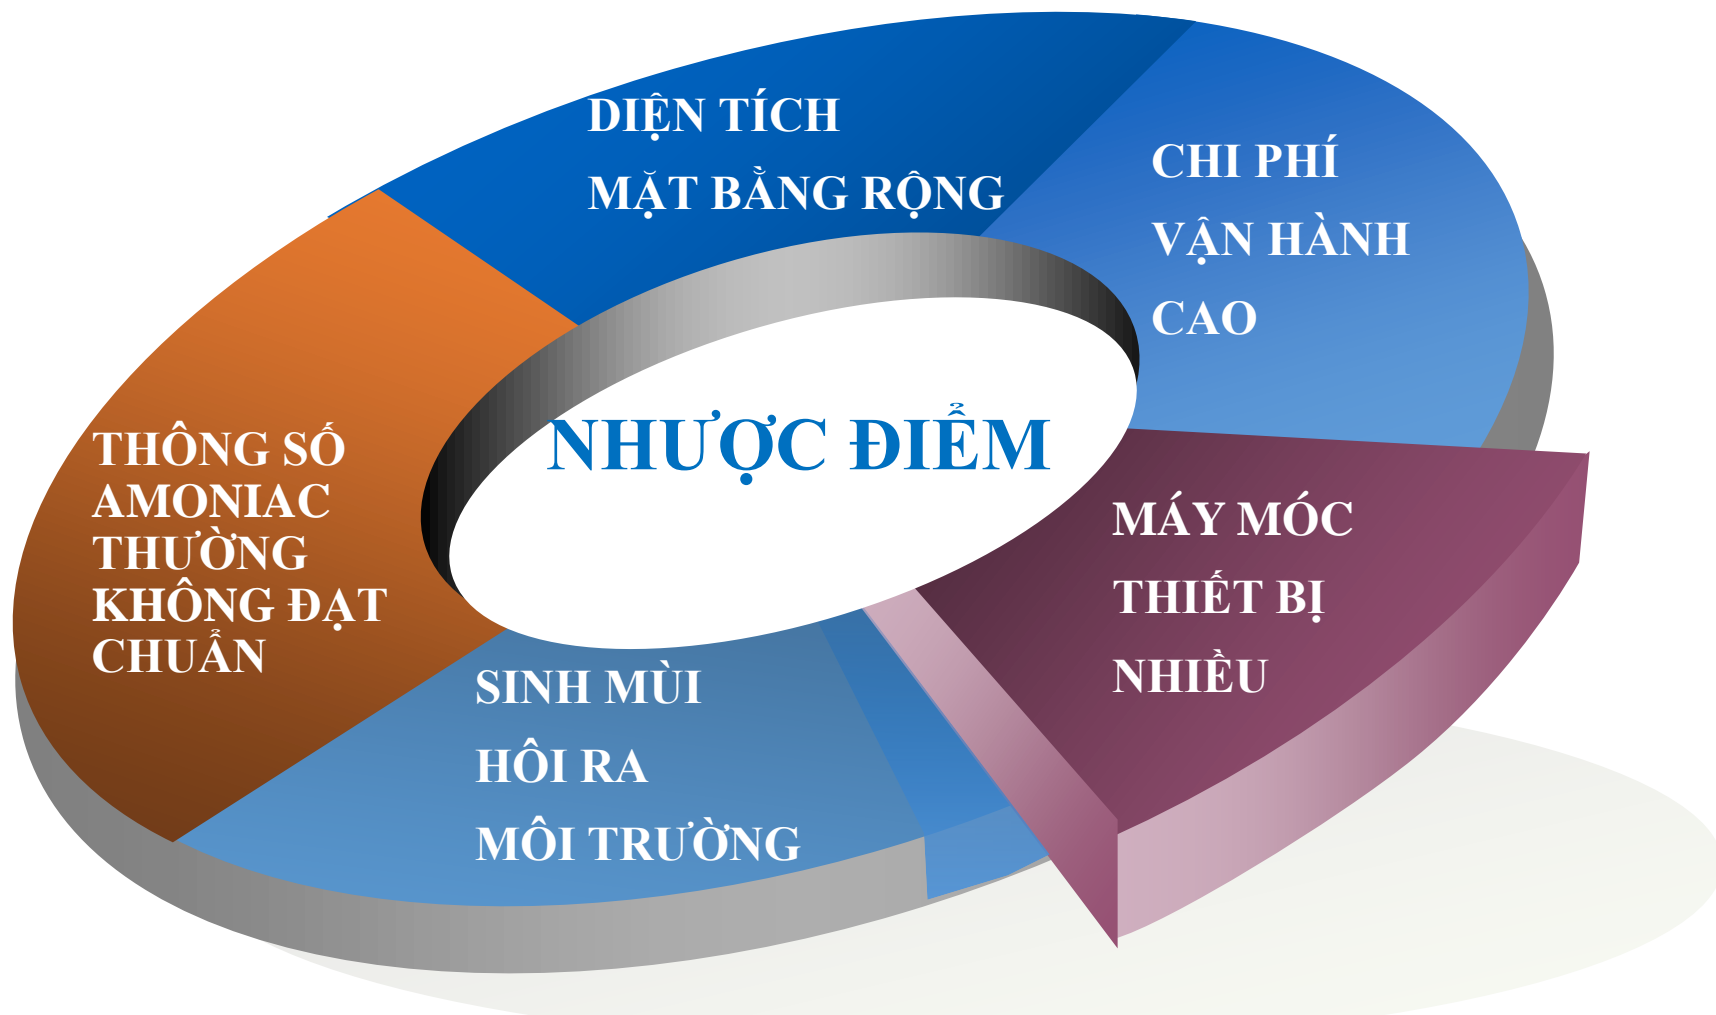 DIỆN TÍCH
MẶT BẰNG RỘNG
CHI PHÍ
VẬN HÀNH
CAO
NHƯỢC ĐIỂM
THÔNG SỐ
AMONIAC
THƯỜNG
KHÔNG ĐẠT
CHUẨN
MÁY MÓC
THIẾT BỊ
NHIỀU
SINH MÙI
HÔI RA
MÔI TRƯỜNG